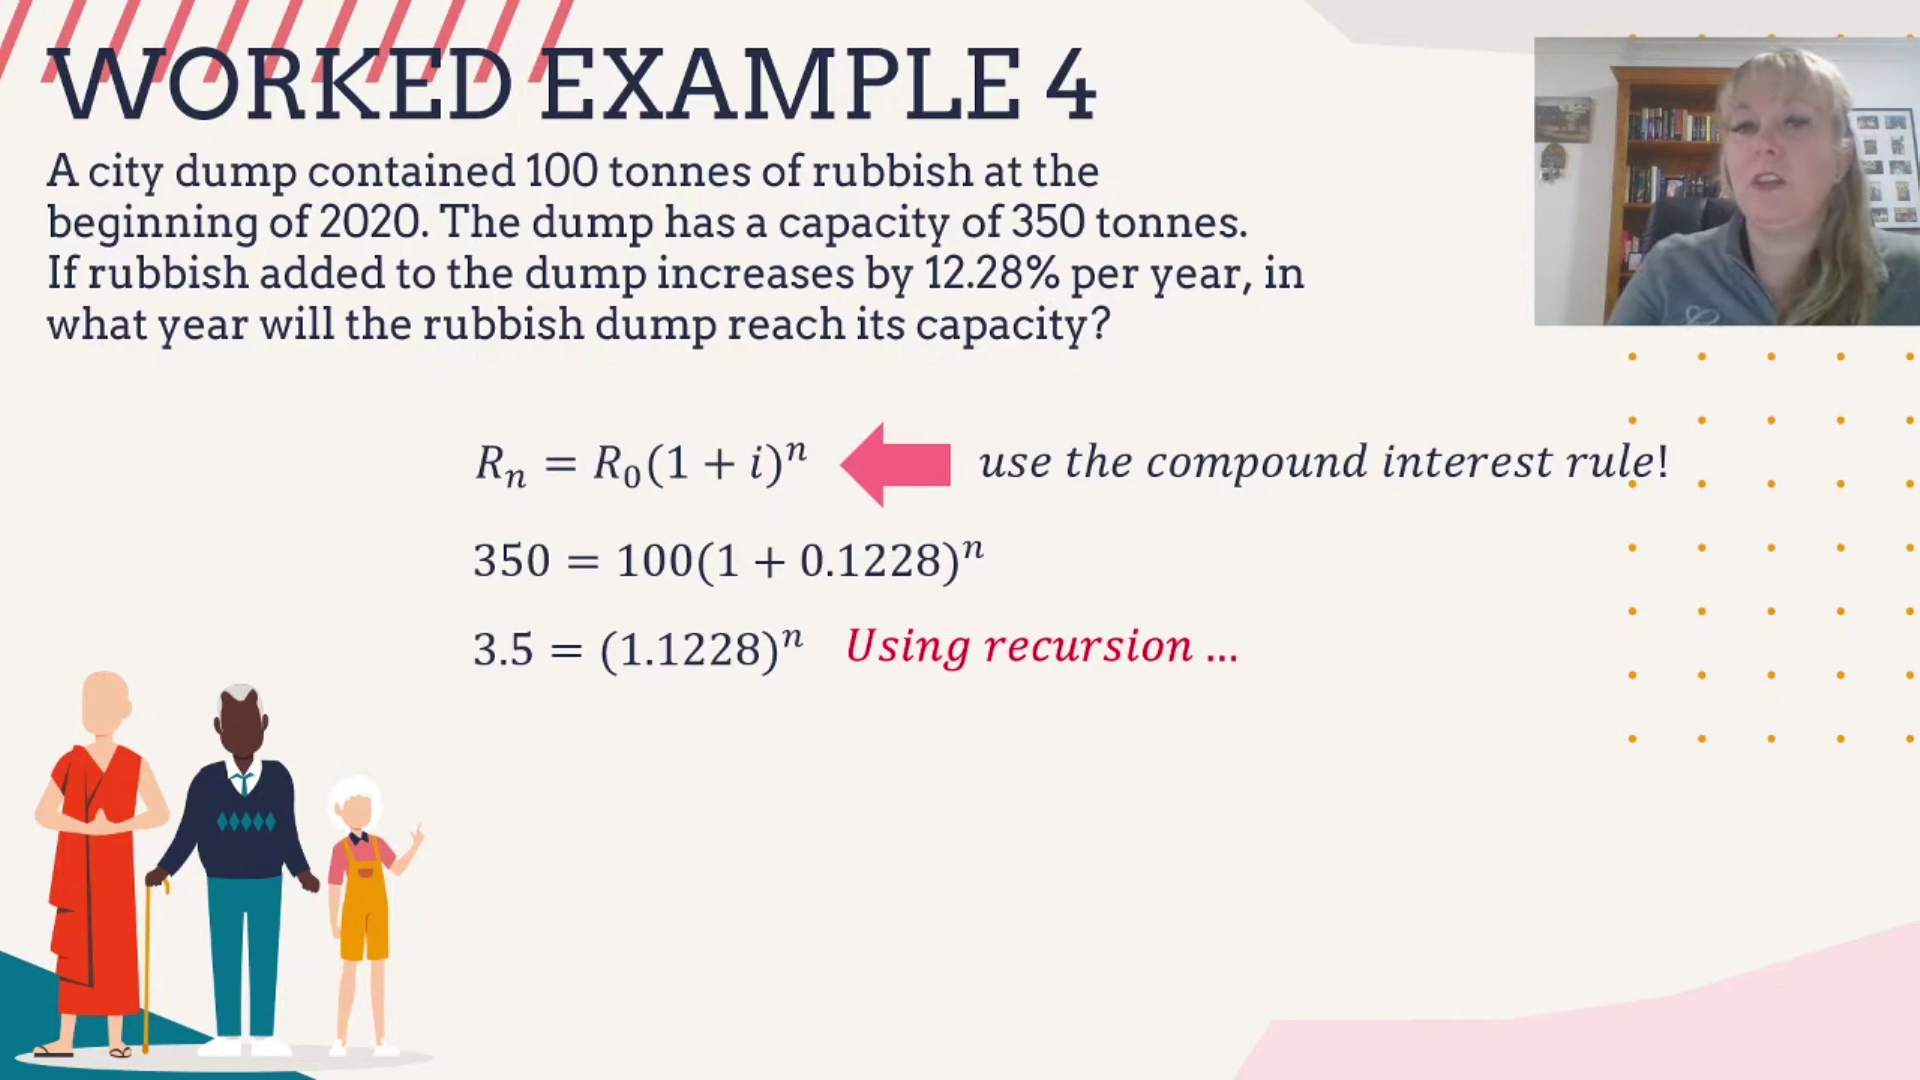 WORKED EXAMPLE 4
A city dump contained 100 tonnes of rubbish at the
beginning of 2020. The dump has a capacity of 350 tonnes.
If rubbish added to the dump increases by 12.28% per year, in
what year will the rubbish dump reach its capacity?
Rₙ = R₀(1 + i)ⁿ use the compound interest rule!
350 = 100(1 + 0.1228)ⁿ
3.5 = (1.1228)ⁿ Using recursion ...